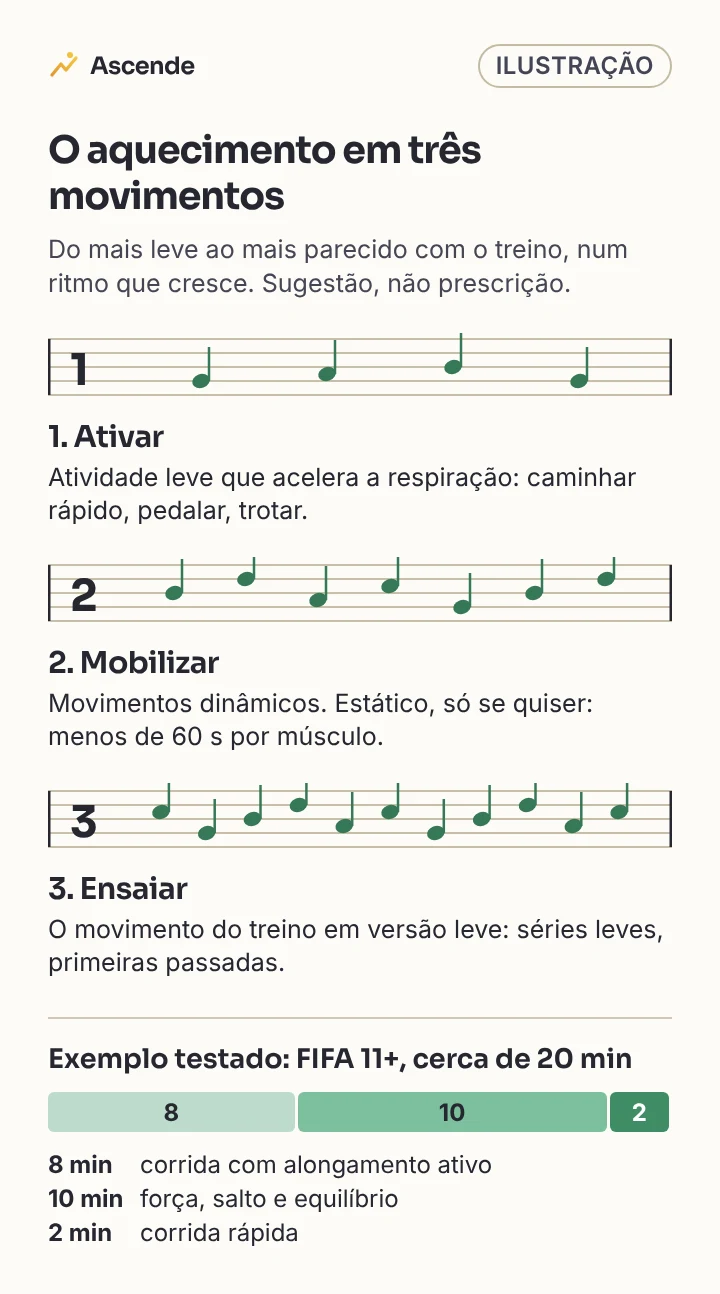 Ascende
ILUSTRAÇÃO
O aquecimento em três
movimentos
Do mais leve ao mais parecido com o treino, num
ritmo que cresce. Sugestão, não prescrição.
1
1. Ativar
Atividade leve que acelera a respiração: caminhar
rápido, pedalar, trotar.
2
2. Mobilizar
Movimentos dinâmicos. Estático, só se quiser:
menos de 60 s por músculo.
3
3. Ensaiar
O movimento do treino em versão leve: séries leves,
primeiras passadas.
Exemplo testado: FIFA 11+, cerca de 20 min
8 10 2
8 min corrida com alongamento ativo
10 min força, salto e equilíbrio
2 min corrida rápida